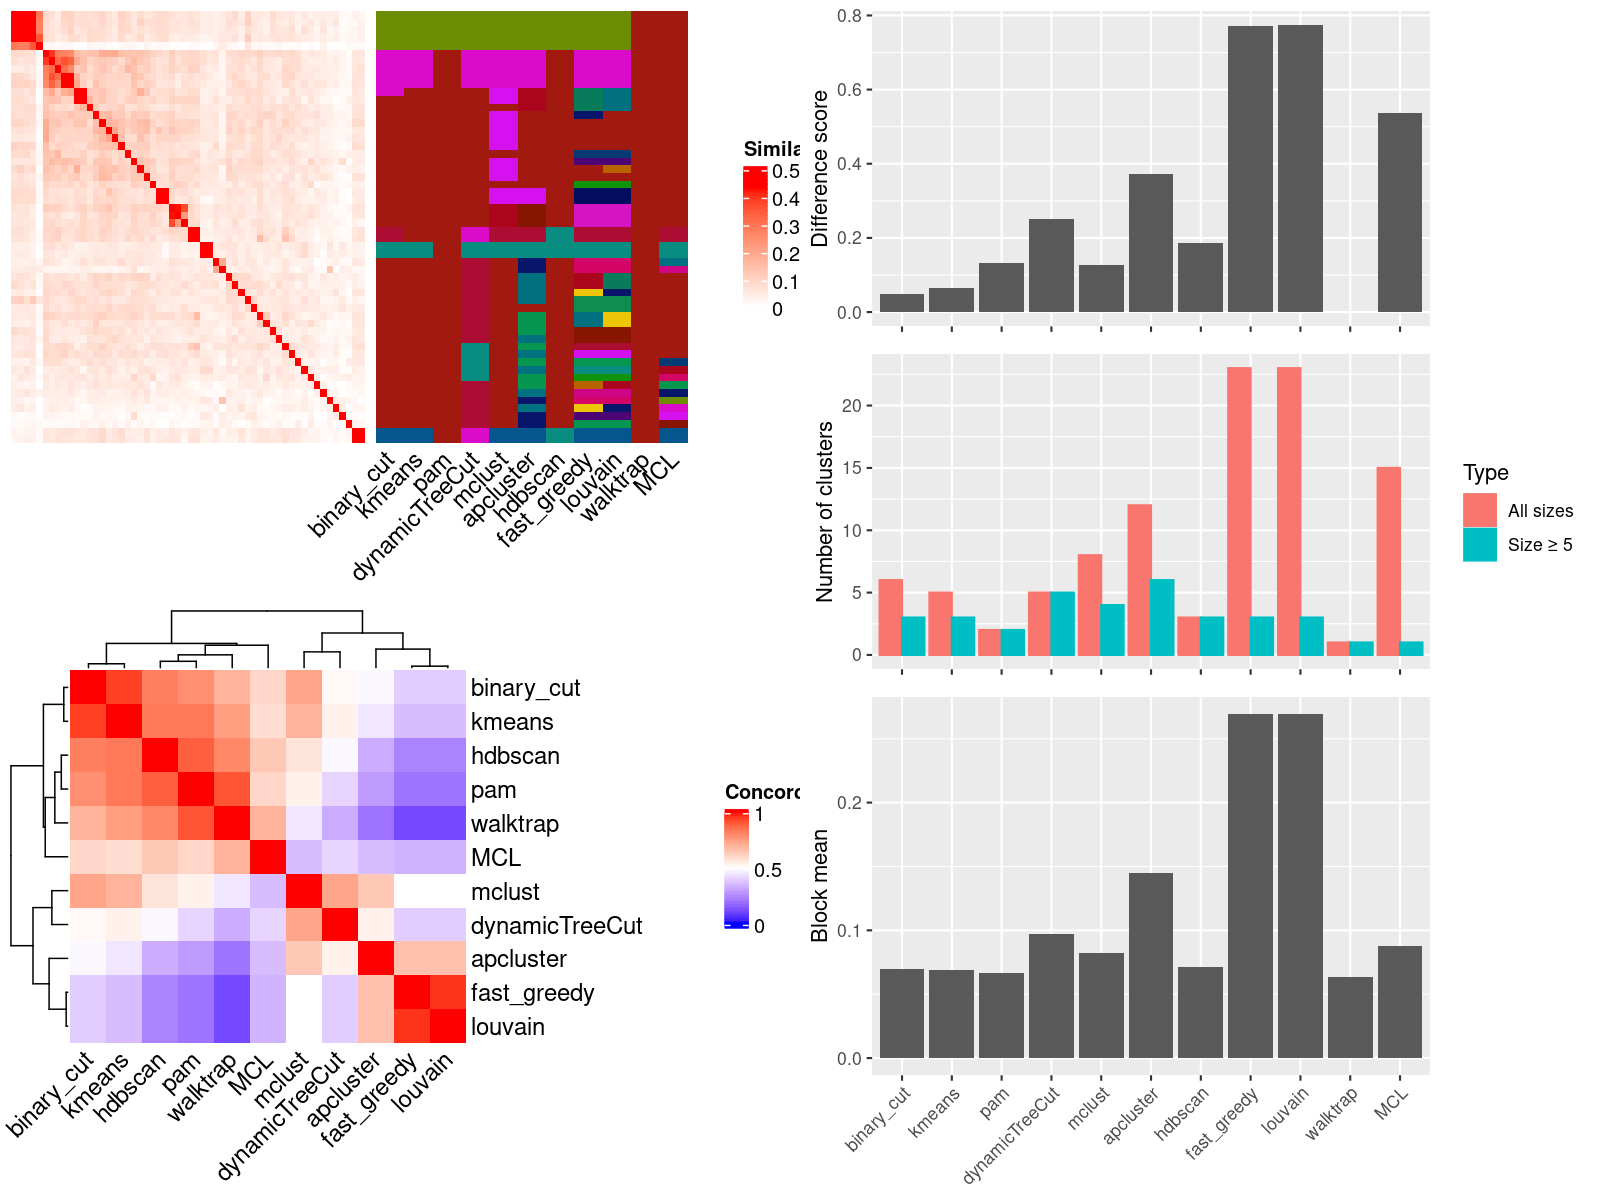 Simila
0.5
0.4
0.3
0.2
0.1
0
binary_cut
kmeans
pam
dynamicTreeCut
mclust
apcluster
hdbscan
fast_greedy
louvain
walktrap
MCL
Difference score
0.8
0.6
0.4
0.2
0.0
Number of clusters
20
15
10
5
0
Type
All sizes
Size ≥ 5
binary_cut
kmeans
hdbscan
pam
walktrap
MCL
mclust
dynamicTreeCut
apcluster
fast_greedy
louvain
binary_cut
kmeans
hdbscan
pam
walktrap
MCL
mclust
dynamicTreeCut
apcluster
fast_greedy
louvain
Concord
1
0.5
0
Block mean
0.2
0.1
0.0
binary_cut
kmeans
pam
dynamicTreeCut
mclust
apcluster
hdbscan
fast_greedy
louvain
walktrap
MCL